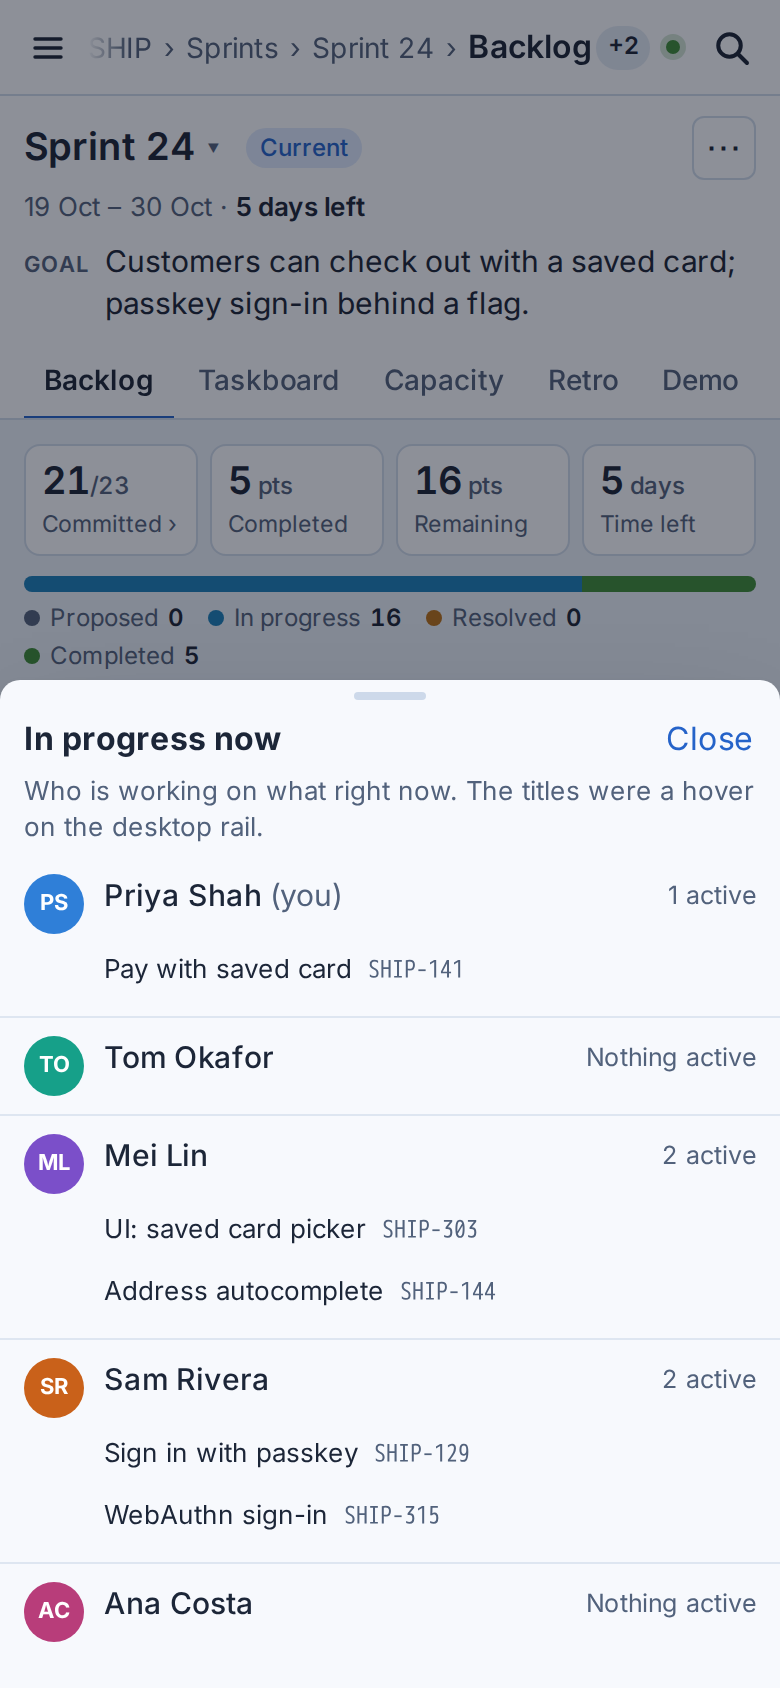 SHIP › Sprints › Sprint 24 › Backlog +2
Sprint 24 ▾ Current ···
19 Oct – 30 Oct · 5 days left
GOAL Customers can check out with a saved card;
passkey sign-in behind a flag.
Backlog Taskboard Capacity Retro Demo
21/23 5 pts 16 pts 5 days
Committed › Completed Remaining Time left
Proposed 0 In progress 16 Resolved 0
Completed 5
In progress now Close
Who is working on what right now. The titles were a hover
on the desktop rail.
PS Priya Shah (you) 1 active
Pay with saved card SHIP-141
TO Tom Okafor Nothing active
ML Mei Lin 2 active
UI: saved card picker SHIP-303
Address autocomplete SHIP-144
SR Sam Rivera 2 active
Sign in with passkey SHIP-129
WebAuthn sign-in SHIP-315
AC Ana Costa Nothing active